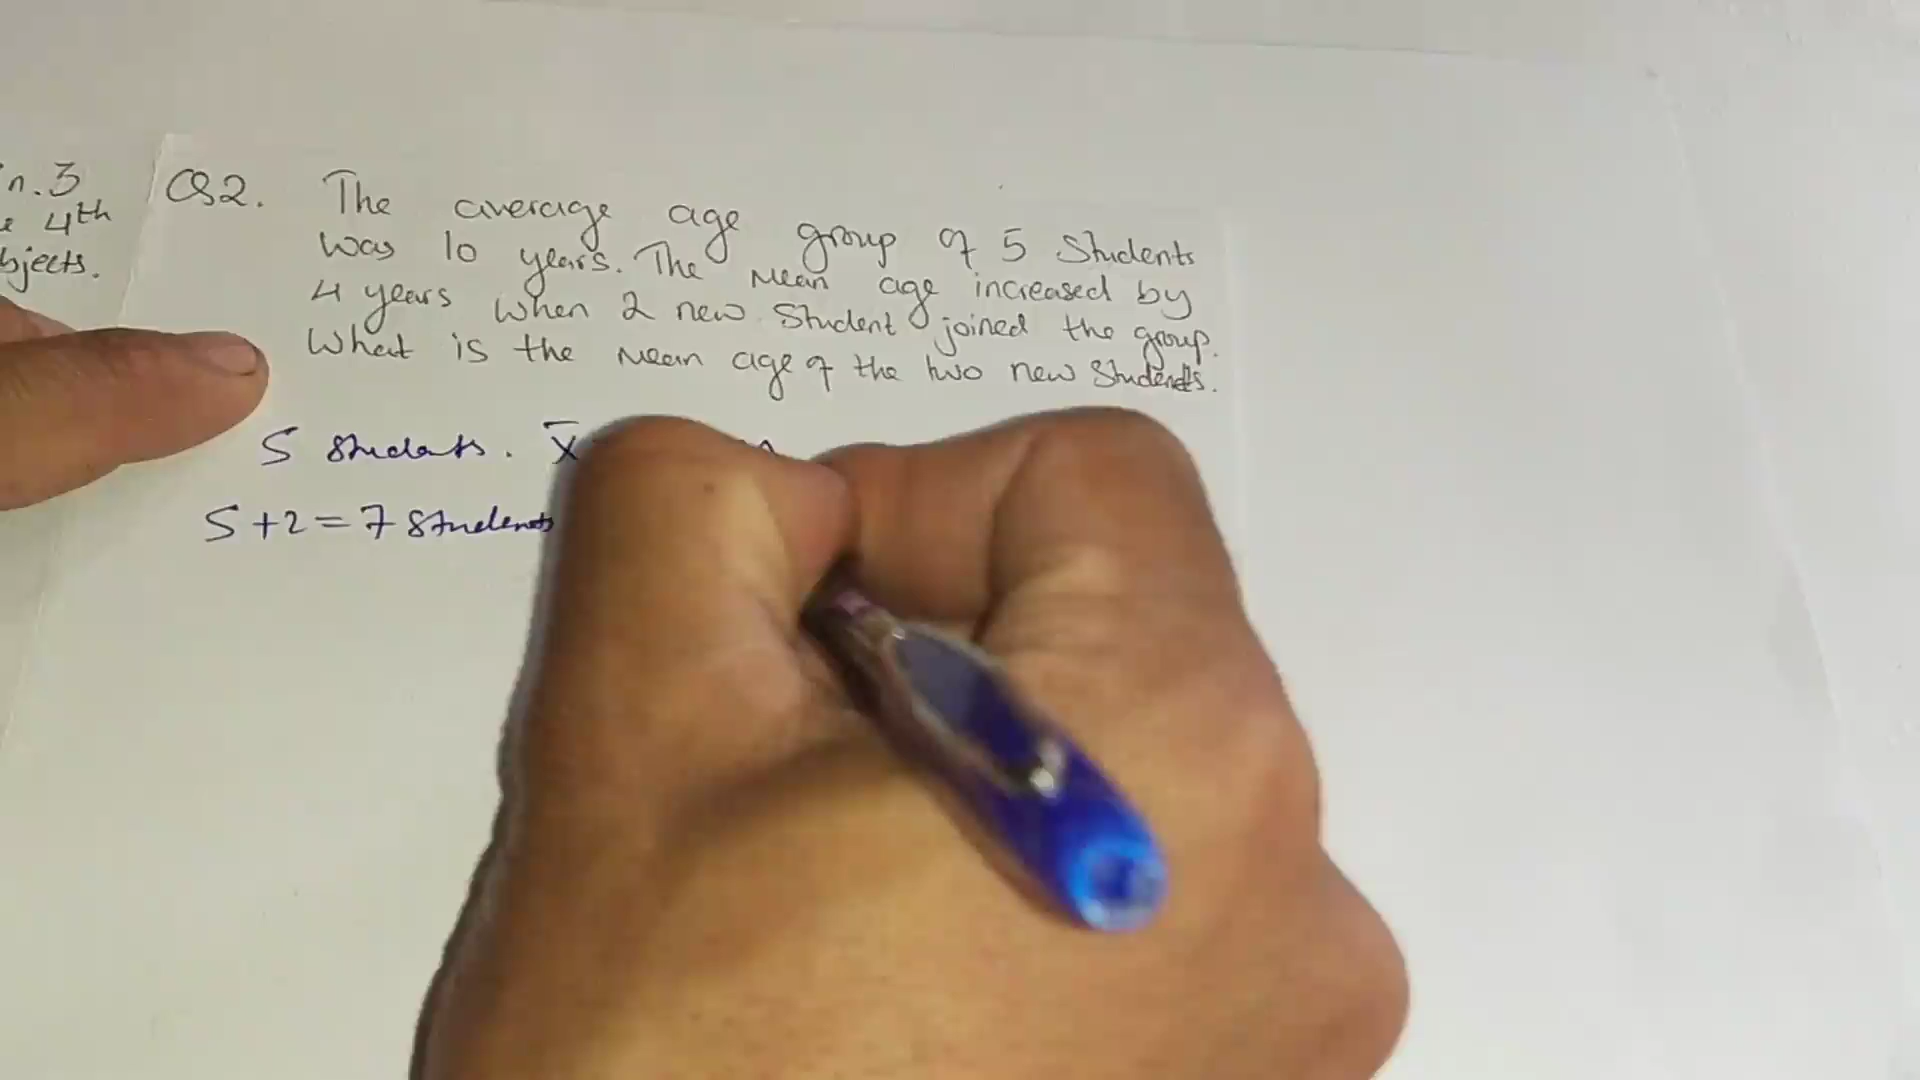 n.3
4th
bjects.
Q2. The average age group of 5 Students
was 10 years. The mean age increased by
4 years when 2 new Student joined the group.
What is the mean age of the two new Students.
5 students. X̄
5+2=7 Students